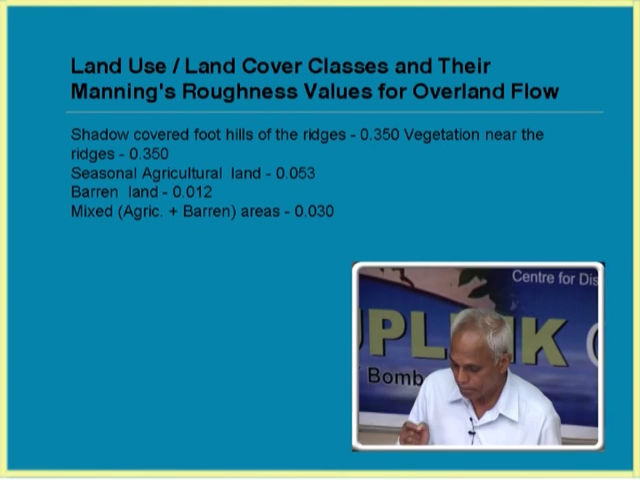 Land Use / Land Cover Classes and Their
Manning's Roughness Values for Overland Flow
Shadow covered foot hills of the ridges - 0.350 Vegetation near the
ridges - 0.350
Seasonal Agricultural land - 0.053
Barren land - 0.012
Mixed (Agric. + Barren) areas - 0.030
Centre for Dis
UPL NK
Bomb